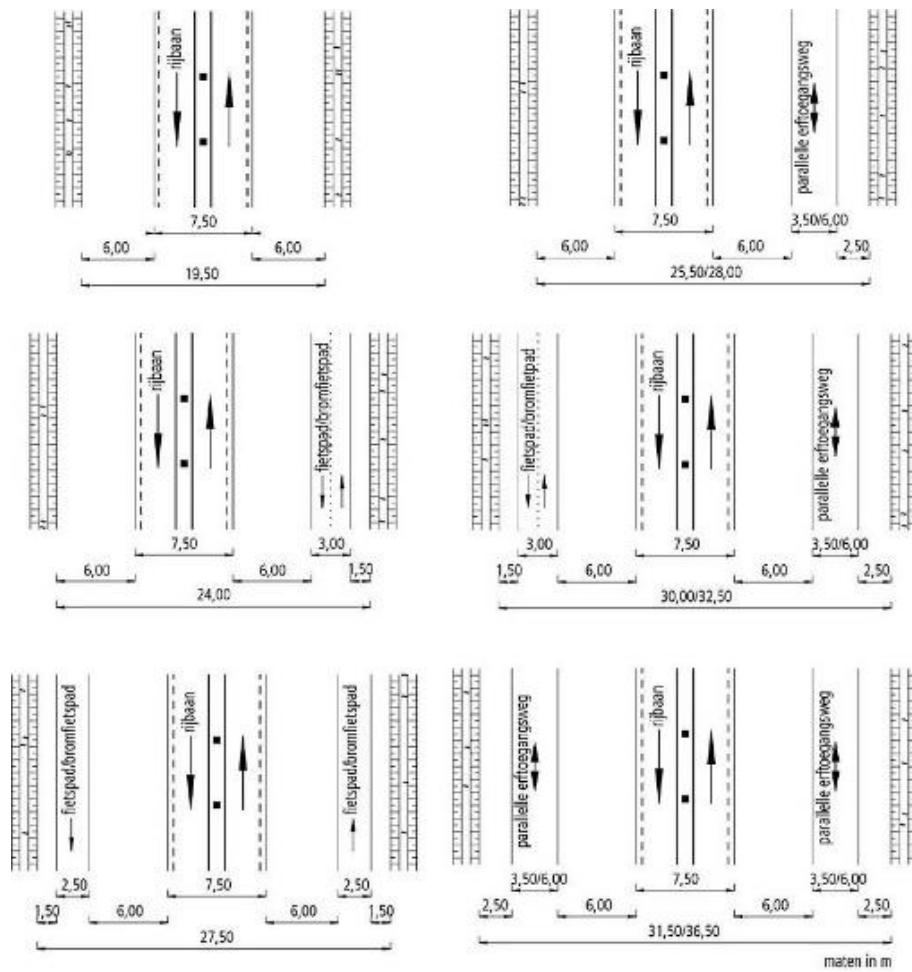 rijbaan
7,50
6,00 6,00
19,50
rijbaan
parallelle erftoegangsweg
7,50 3,50/6,00
6,00 6,00 2,50
25,50/28,00
rijbaan
fietspad/bromfietspad
7,50 3,00
6,00 6,00 1,50
24,00
fietspad/bromfietpad
rijbaan
parallelle erftoegangsweg
3,00 7,50 3,50/6,00
1,50 6,00 6,00 2,50
30,00/32,50
fietspad/bromfietspad
rijbaan
fietspad/bromfietspad
2,50 7,50 2,50
1,50 6,00 6,00 1,50
27,50
parallelle erftoegangsweg
rijbaan
parallelle erftoegangsweg
3,50/6,00 7,50 3,50/6,00
2,50 6,00 6,00 2,50
31,50/36,50
maten in m